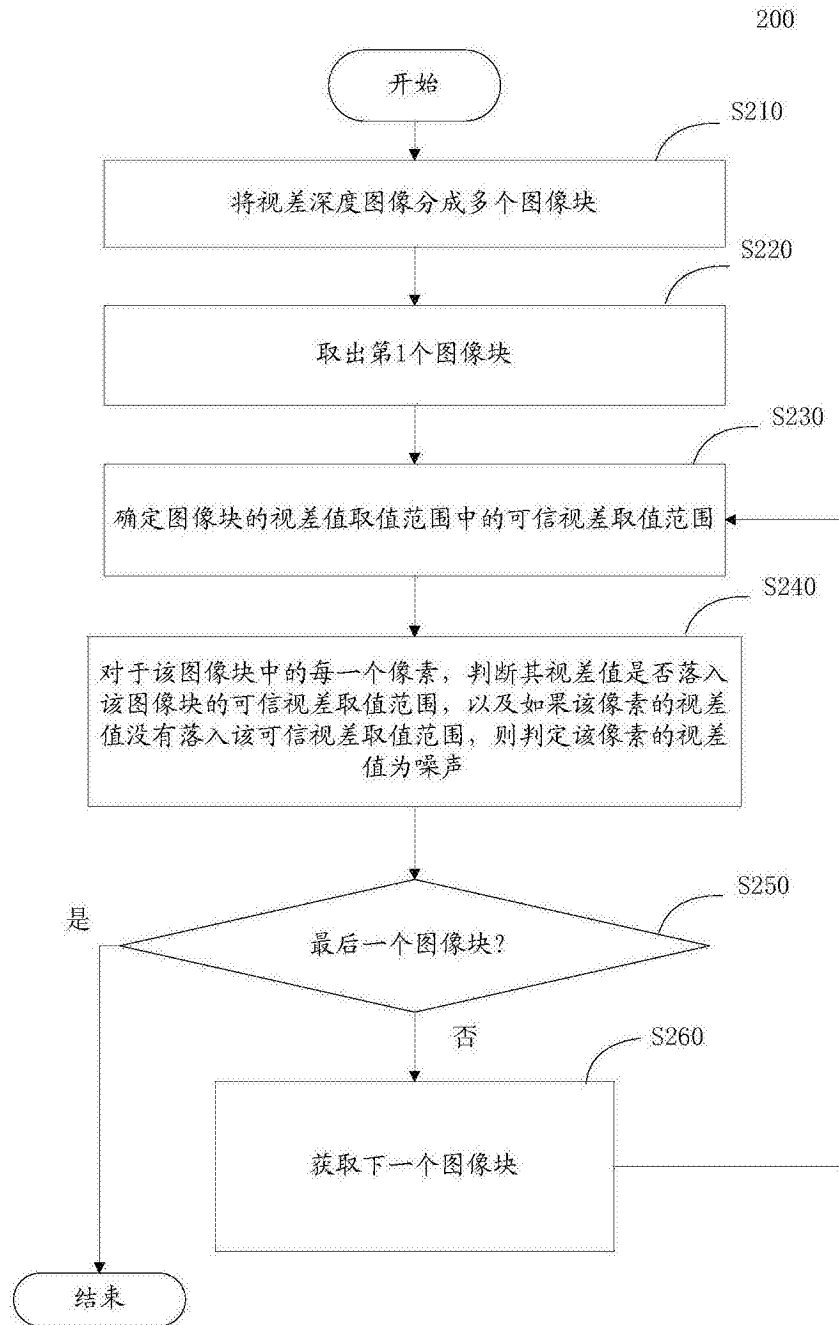 200
开始
S210
将视差深度图像分成多个图像块
S220
取出第1个图像块
S230
确定图像块的视差值取值范围中的可信视差取值范围
S240
对于该图像块中的每一个像素，判断其视差值是否落入
该图像块的可信视差取值范围，以及如果该像素的视差
值没有落入该可信视差取值范围，则判定该像素的视差
值为噪声
S250
是
最后一个图像块？
否
S260
获取下一个图像块
结束